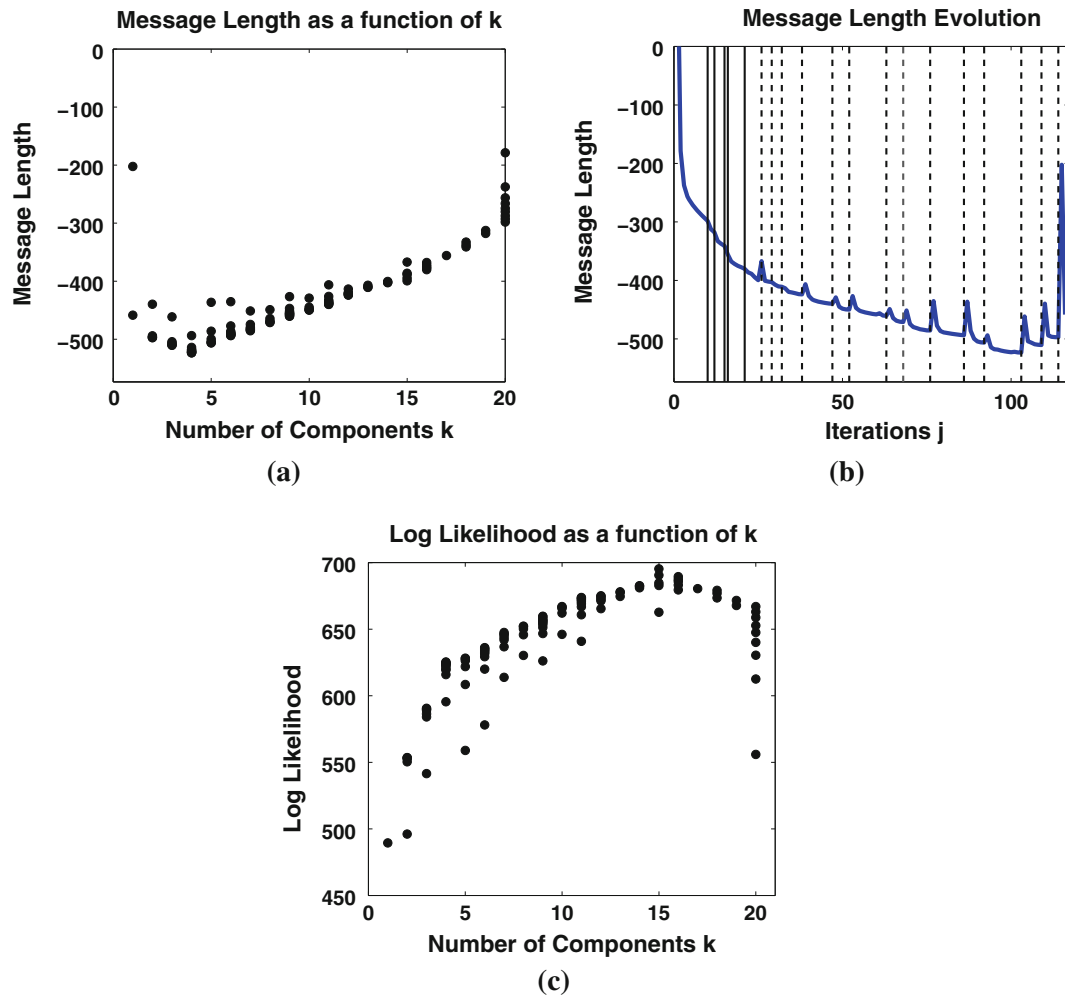 Message Length as a function of k
0
−100
−200
−300
−400
−500
Message Length
0 5 10 15 20
Number of Components k
(a)
Message Length Evolution
0
−100
−200
−300
−400
−500
Message Length
0 50 100
Iterations j
(b)
Log Likelihood as a function of k
700
650
600
550
500
450
Log Likelihood
0 5 10 15 20
Number of Components k
(c)